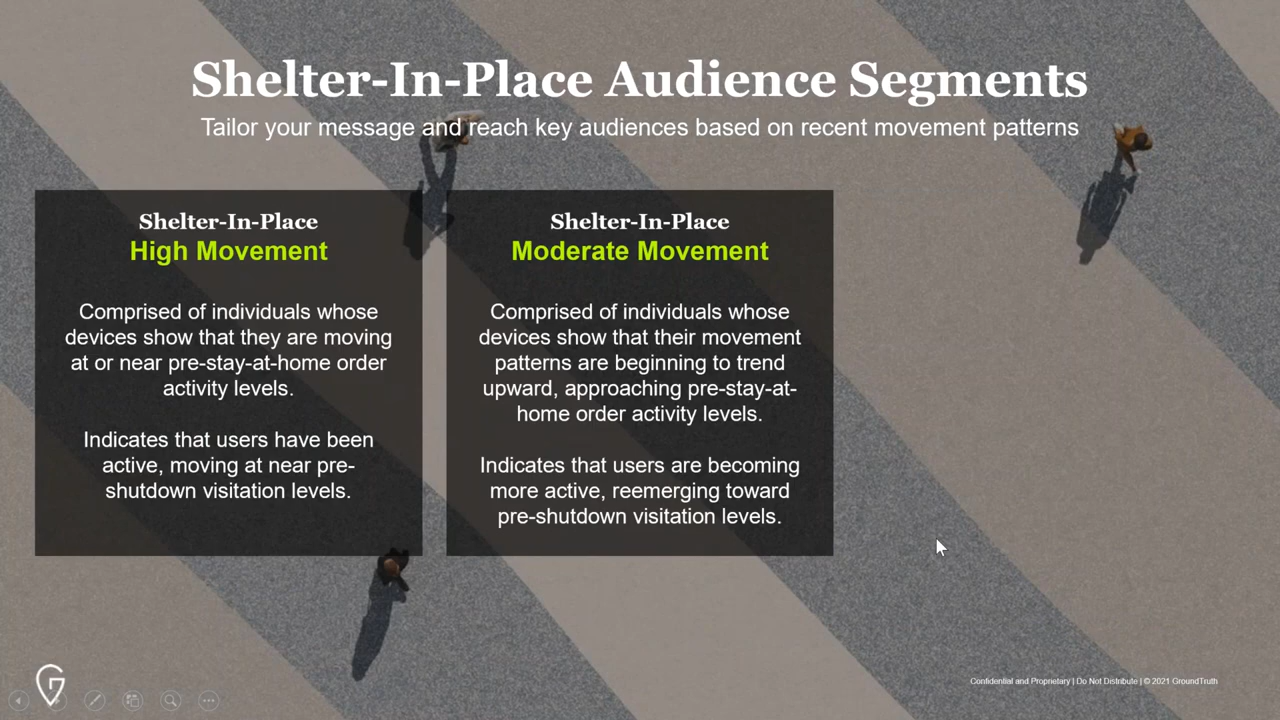 Shelter-In-Place Audience Segments
Tailor your message and reach key audiences based on recent movement patterns
Shelter-In-Place
High Movement
Comprised of individuals whose
devices show that they are moving
at or near pre-stay-at-home order
activity levels.
Indicates that users have been
active, moving at near pre-
shutdown visitation levels.
Shelter-In-Place
Moderate Movement
Comprised of individuals whose
devices show that their movement
patterns are beginning to trend
upward, approaching pre-stay-at-
home order activity levels.
Indicates that users are becoming
more active, reemerging toward
pre-shutdown visitation levels.
Confidential and Proprietary | Do Not Distribute | © 2021 GroundTruth